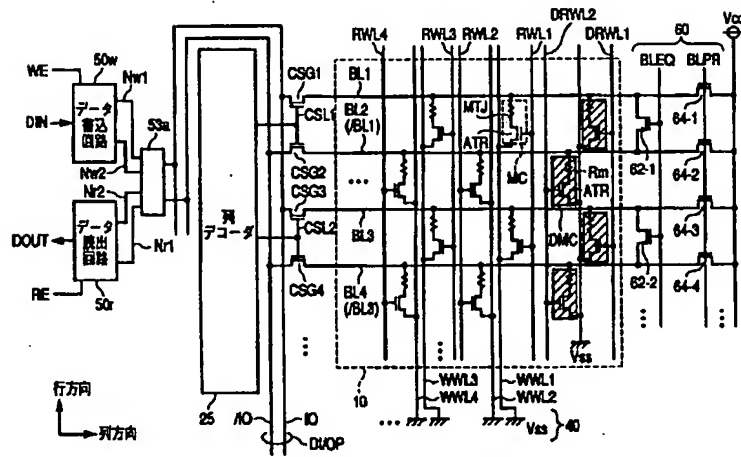 RWL4
RWL3
RWL2
RWL1
DRWL2
DRWL1
60
BLEQ
BLPR
Vcc
50w
WE
Nw1
DIN
データ
書込
回路
53a
Nw2
Nr2
DOUT
データ
読出
回路
Nr1
RE
50r
列
デコーダ
25
CSG1
BL1
CSL1
BL2
(/BL1)
CSG2
CSG3
BL3
CSL2
CSG4
BL4
(/BL3)
MTJ
ATR
MC
Rm
ATR
DMC
62-1
62-2
64-1
64-2
64-3
64-4
Vss
10
WWL3
WWL4
WWL1
WWL2
Vss
40
/IO
IO
DI/OP
行方向
列方向